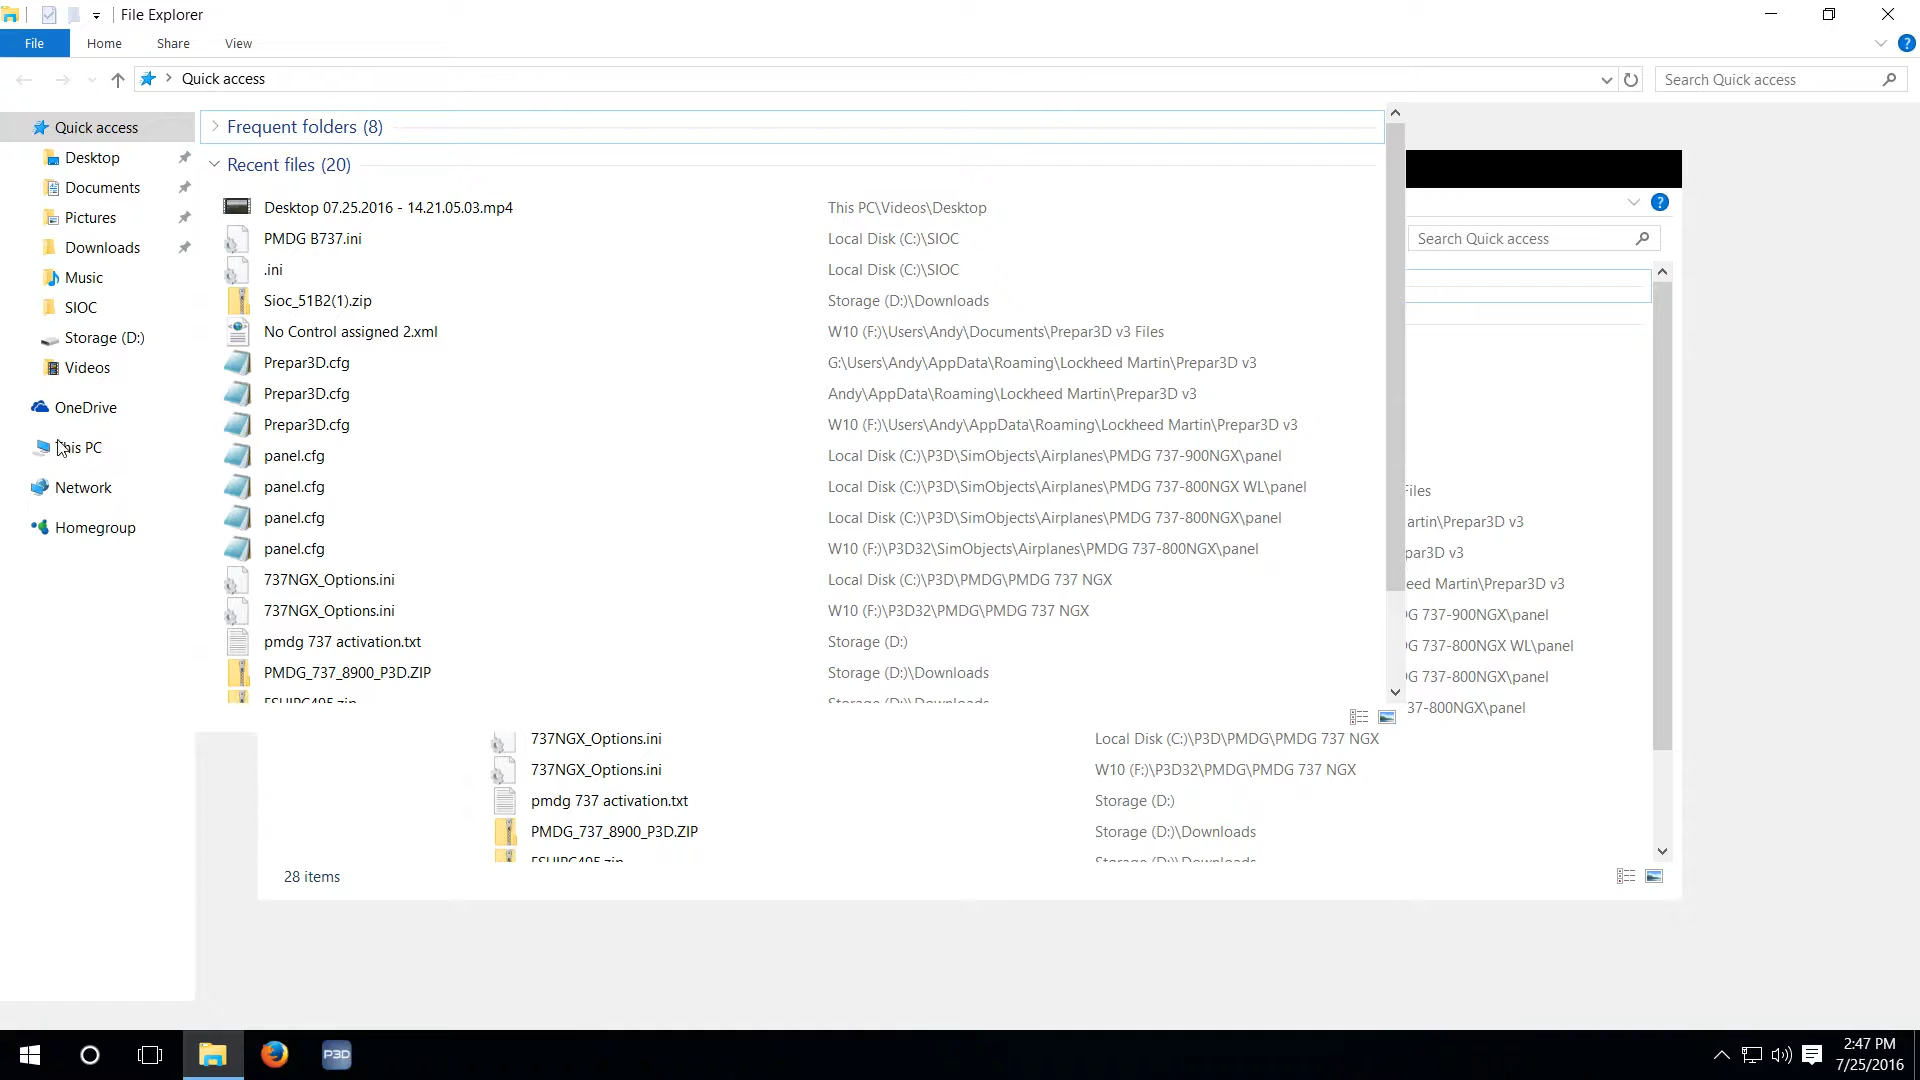 File Explorer
File Home Share View
Quick access
Search Quick access
Quick access
Desktop
Documents
Pictures
Downloads
Music
SIOC
Storage (D:)
Videos
OneDrive
his PC
Network
Homegroup
Frequent folders (8)
Recent files (20)
Desktop 07.25.2016 - 14.21.05.03.mp4 This PC\Videos\Desktop
PMDG B737.ini Local Disk (C:)\SIOC
.ini Local Disk (C:)\SIOC
Sioc_51B2(1).zip Storage (D:)\Downloads
No Control assigned 2.xml W10 (F:)\Users\Andy\Documents\Prepar3D v3 Files
Prepar3D.cfg G:\Users\Andy\AppData\Roaming\Lockheed Martin\Prepar3D v3
Prepar3D.cfg Andy\AppData\Roaming\Lockheed Martin\Prepar3D v3
Prepar3D.cfg W10 (F:)\Users\Andy\AppData\Roaming\Lockheed Martin\Prepar3D v3
panel.cfg Local Disk (C:)\P3D\SimObjects\Airplanes\PMDG 737-900NGX\panel
panel.cfg Local Disk (C:)\P3D\SimObjects\Airplanes\PMDG 737-800NGX WL\panel
panel.cfg Local Disk (C:)\P3D\SimObjects\Airplanes\PMDG 737-800NGX\panel
panel.cfg W10 (F:)\P3D32\SimObjects\Airplanes\PMDG 737-800NGX\panel
737NGX_Options.ini Local Disk (C:)\P3D\PMDG\PMDG 737 NGX
737NGX_Options.ini W10 (F:)\P3D32\PMDG\PMDG 737 NGX
pmdg 737 activation.txt Storage (D:)
PMDG_737_8900_P3D.ZIP Storage (D:)\Downloads
Search Quick access
Files
artin\Prepar3D v3
par3D v3
eed Martin\Prepar3D v3
G 737-900NGX\panel
G 737-800NGX WL\panel
G 737-800NGX\panel
37-800NGX\panel
737NGX_Options.ini Local Disk (C:)\P3D\PMDG\PMDG 737 NGX
737NGX_Options.ini W10 (F:)\P3D32\PMDG\PMDG 737 NGX
pmdg 737 activation.txt Storage (D:)
PMDG_737_8900_P3D.ZIP Storage (D:)\Downloads
28 items
P3D
2:47 PM
7/25/2016